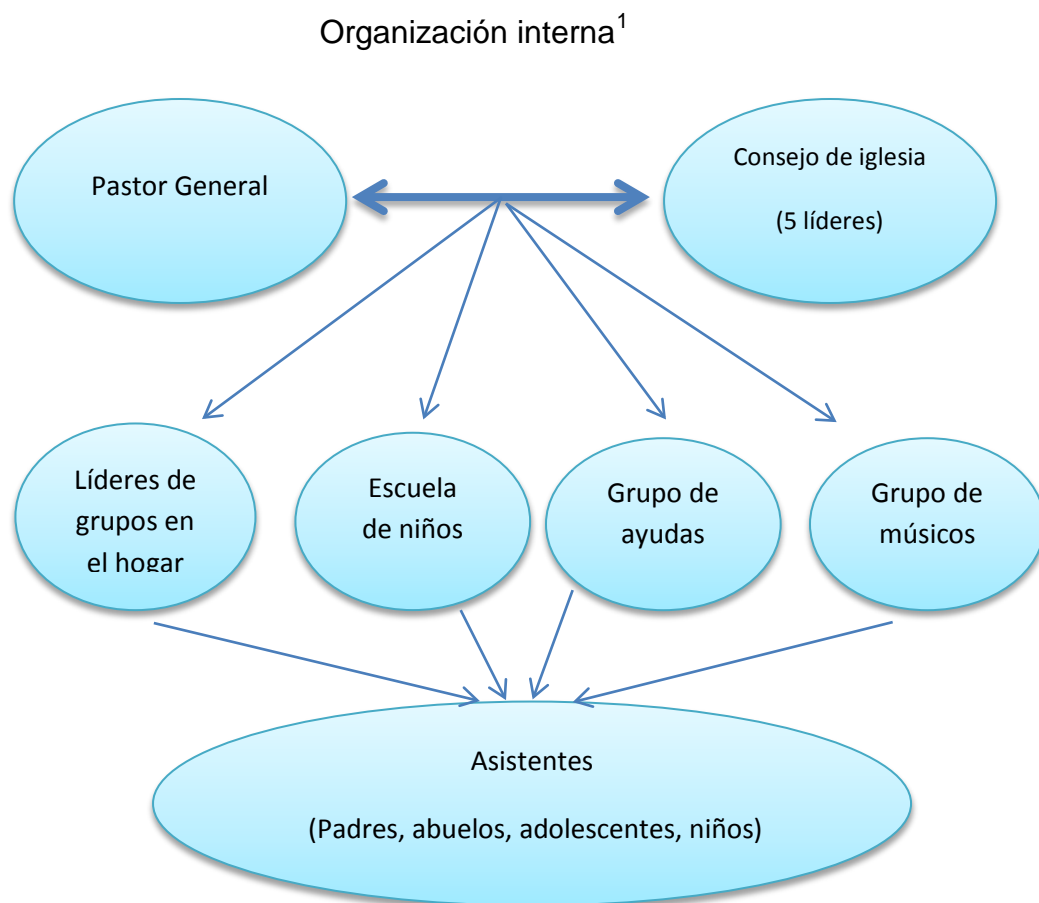 Organización interna¹
Pastor General
Consejo de iglesia
(5 líderes)
Líderes de
grupos en
el hogar
Escuela
de niños
Grupo de
ayudas
Grupo de
músicos
Asistentes
(Padres, abuelos, adolescentes, niños)